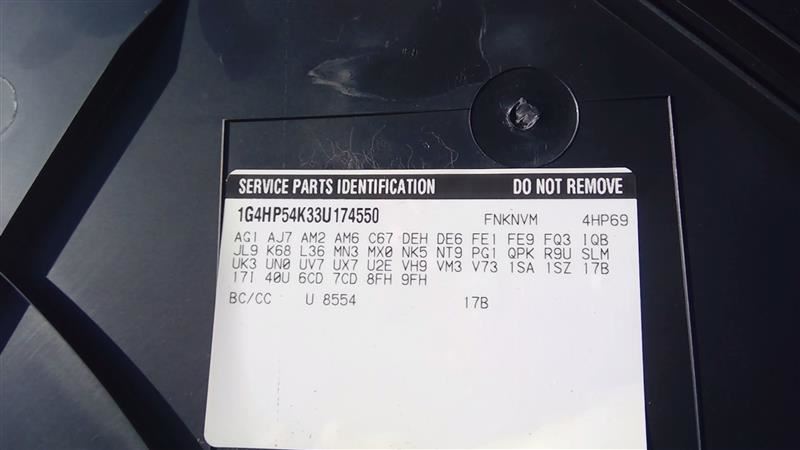 SERVICE PARTS IDENTIFICATION DO NOT REMOVE
1G4HP54K33U174550 FNKNVM 4HP69
AG1 AJ7 AM2 AM6 C67 DEH DE6 FE1 FE9 FQ3 1QB
JL9 K68 L36 MN3 MX0 NK5 NT9 PG1 QPK R9U SLM
UK3 UN0 UV7 UX7 U2E VH9 VM3 V73 1SA 1SZ 17B
17I 40U 6CD 7CD 8FH 9FH
BC/CC U 8554 17B